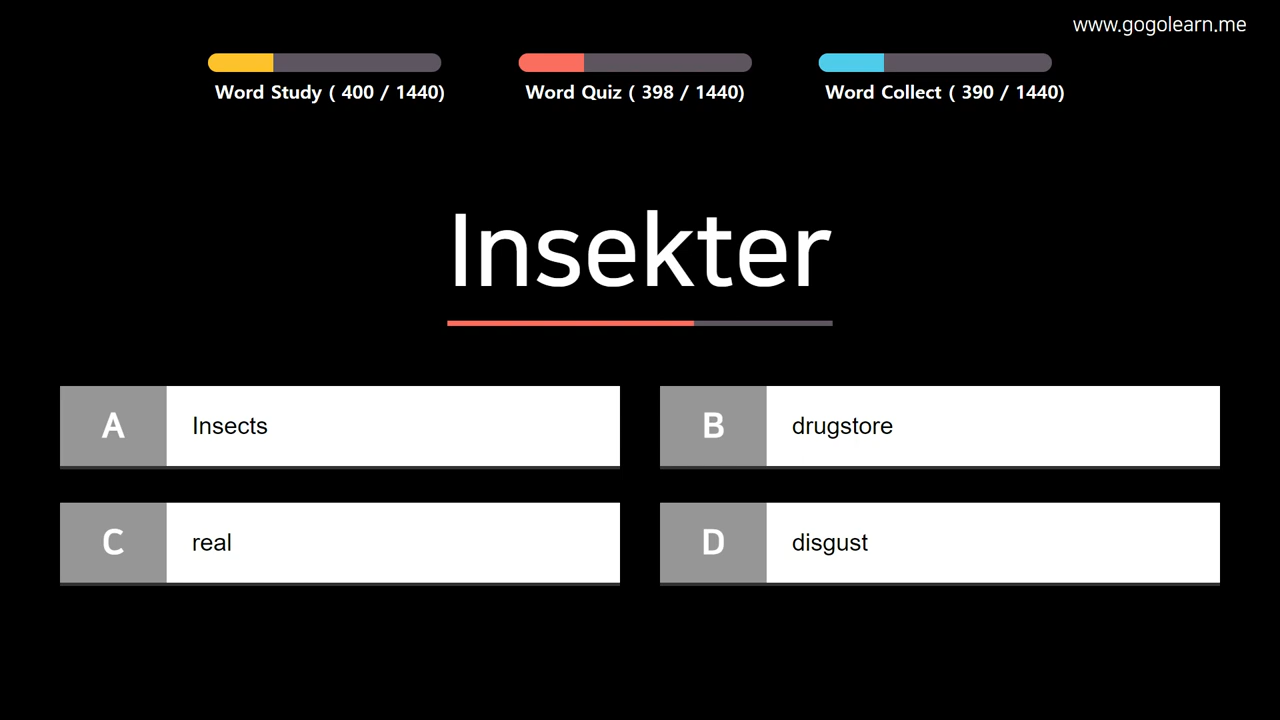 www.gogolearn.me
Word Study ( 400 / 1440)
Word Quiz ( 398 / 1440)
Word Collect ( 390 / 1440)
Insekter
A Insects
B drugstore
C real
D disgust